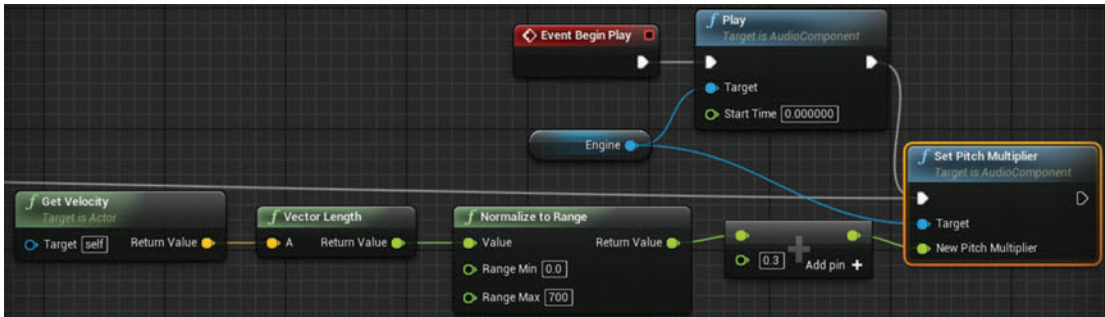 Event Begin Play
Play
Target is AudioComponent
Target
Start Time 0.000000
Engine
Set Pitch Multiplier
Target is AudioComponent
Target
New Pitch Multiplier
Get Velocity
Target is Actor
Target self Return Value
Vector Length
A Return Value
Normalize to Range
Value Return Value
Range Min 0.0
Range Max 700
0.3 Add pin +